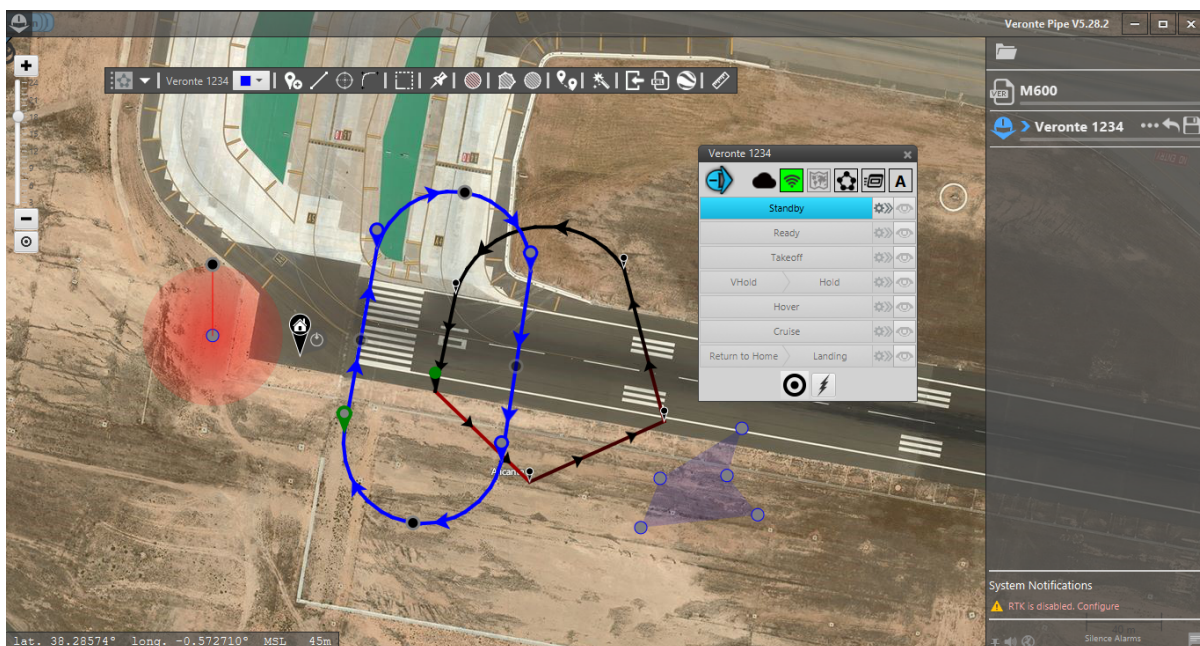 Veronte Pipe V5.28.2
Veronte 1234
VER
M600
Veronte 1234
Veronte 1234
A
Standby
Ready
Takeoff
VHold
Hold
Hover
Cruise
Return to Home
Landing
System Notifications
RTK is disabled. Configure
Silence Alarms
lat. 38.28574° long. -0.572710° MSL 45m